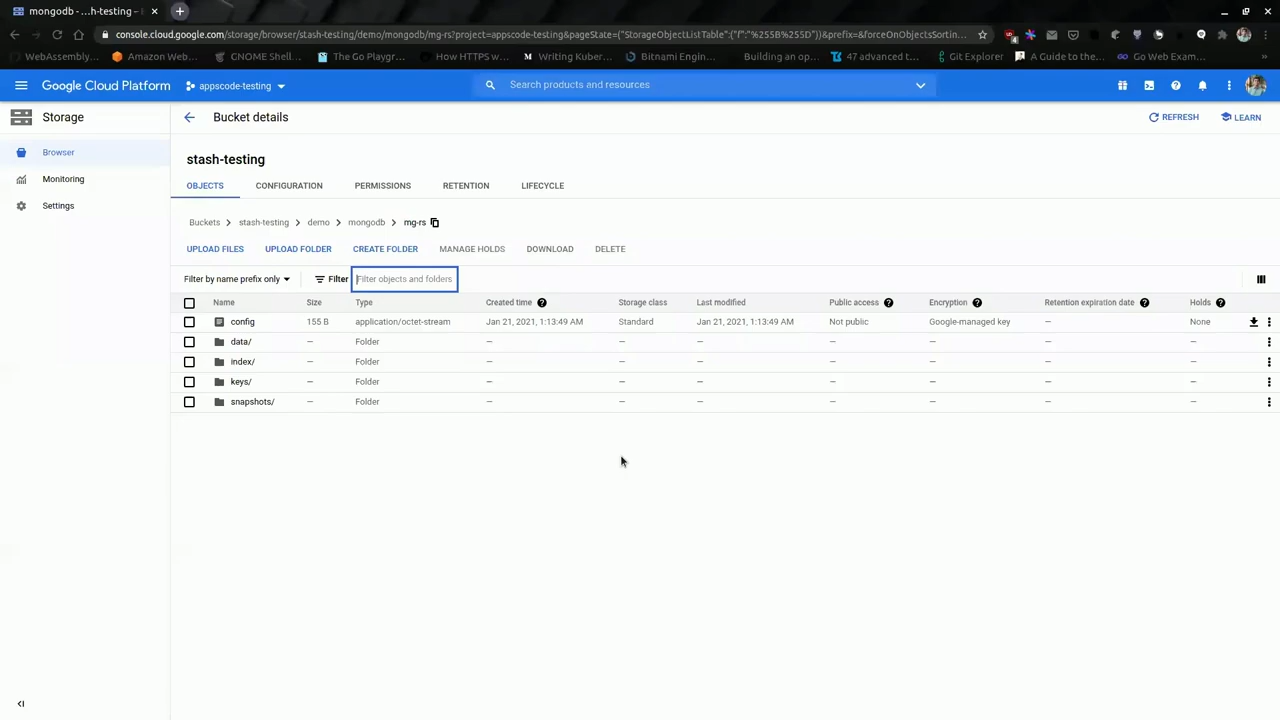 mongodb - ...h-testing –
console.cloud.google.com/storage/browser/stash-testing/demo/mongodb/mg-rs?project=appscode-testing&pageState=("StorageObjectListTable":("f":"%255B%255D"))&prefix=&forceOnObjectsSortin...
WebAssembly... Amazon Web... GNOME Shell... The Go Playgr... How HTTPS w... Writing Kuber... Bitnami Engin... Building an op... 47 advanced t... Git Explorer A Guide to the... Go Web Exam... »
Google Cloud Platform appscode-testing Search products and resources
Storage Bucket details REFRESH LEARN
Browser
Monitoring
Settings
stash-testing
OBJECTS CONFIGURATION PERMISSIONS RETENTION LIFECYCLE
Buckets > stash-testing > demo > mongodb > mg-rs
UPLOAD FILES UPLOAD FOLDER CREATE FOLDER MANAGE HOLDS DOWNLOAD DELETE
Filter by name prefix only Filter Filter objects and folders
Name Size Type Created time Storage class Last modified Public access Encryption Retention expiration date Holds
config 155 B application/octet-stream Jan 21, 2021, 1:13:49 AM Standard Jan 21, 2021, 1:13:49 AM Not public Google-managed key — None
data/ — Folder — — — — — — —
index/ — Folder — — — — — — —
keys/ — Folder — — — — — — —
snapshots/ — Folder — — — — — — —